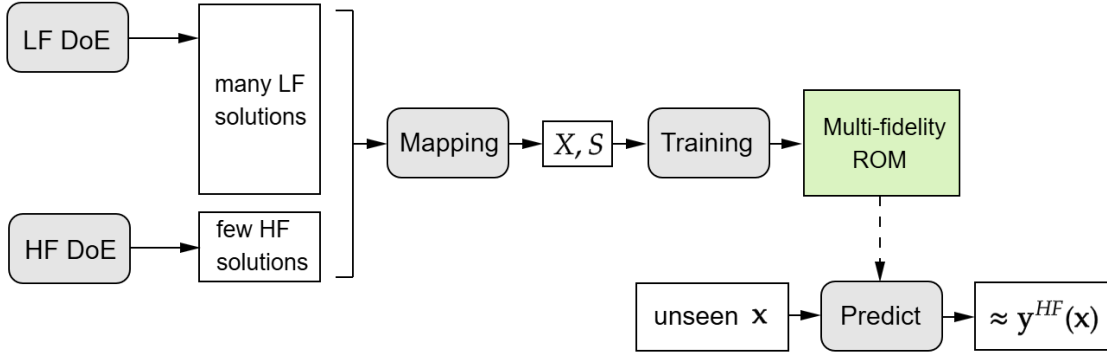 LF DoE
many LF
solutions
HF DoE
few HF
solutions
Mapping
X, S
Training
Multi-fidelity
ROM
unseen x
Predict
≈ y^{HF}(x)